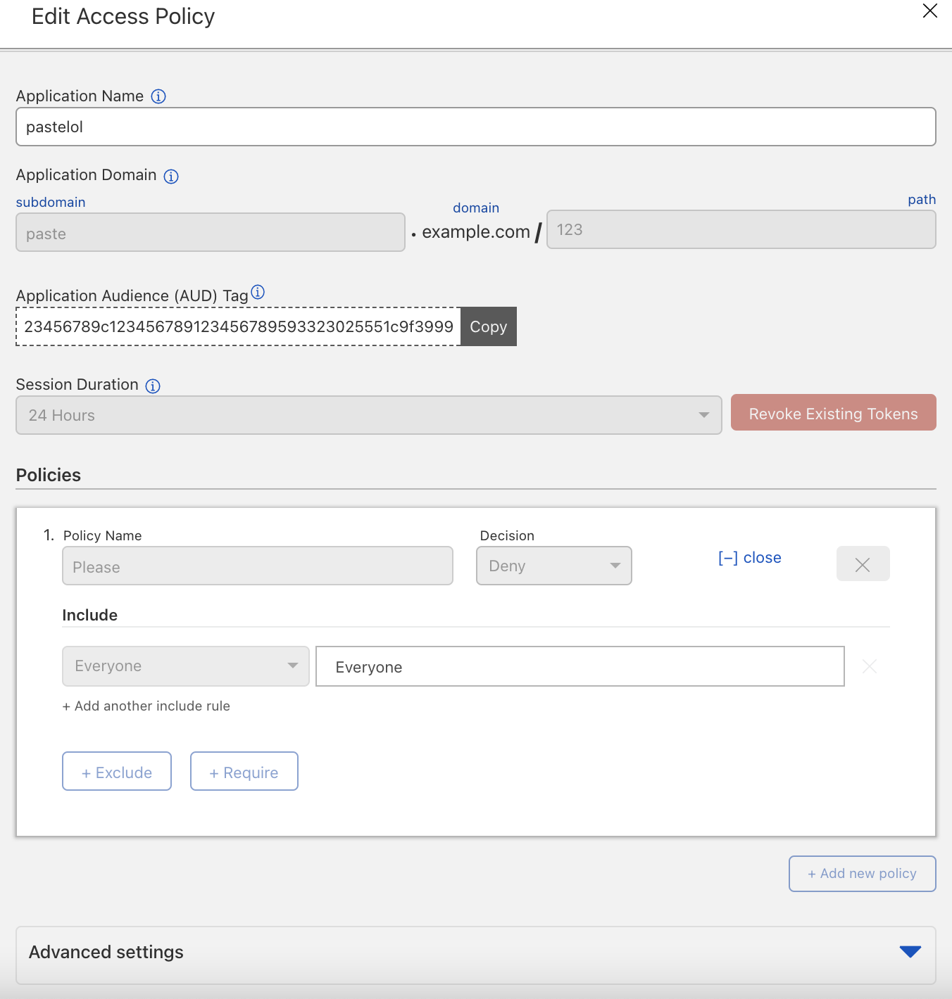 Edit Access Policy
Application Name
pastelol
Application Domain
subdomain
domain
path
paste
. example.com /
123
Application Audience (AUD) Tag
23456789c1234567891234567895933230255​51c9f3999
Copy
Session Duration
24 Hours
Revoke Existing Tokens
Policies
1. Policy Name
Decision
Please
Deny
[–] close
Include
Everyone
Everyone
+ Add another include rule
+ Exclude
+ Require
+ Add new policy
Advanced settings